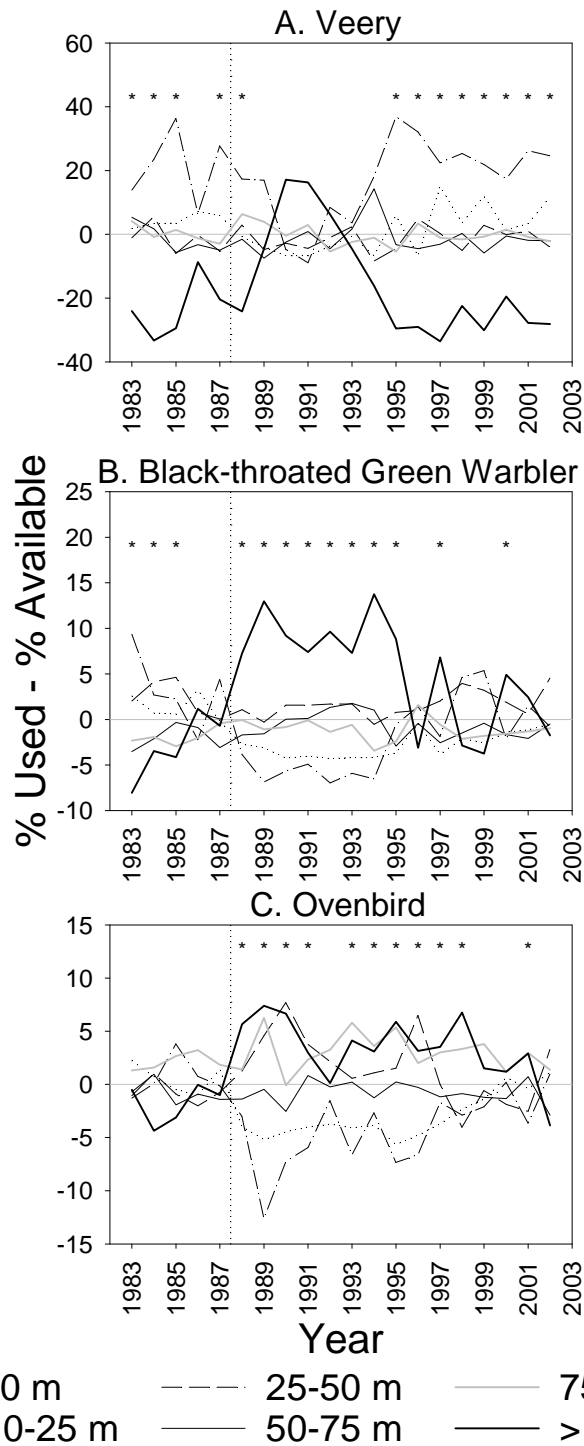 A. Veery
60
40
20
0
-20
-40
* * * * * * * * * * * * *
1983 1985 1987 1989 1991 1993 1995 1997 1999 2001 2003
% Used - % Available
B. Black-throated Green Warbler
25
20
15
10
5
0
-5
-10
* * * * * * * * * * * * *
1983 1985 1987 1989 1991 1993 1995 1997 1999 2001 2003
C. Ovenbird
15
10
5
0
-5
-10
-15
* * * * * * * * * * *
1983 1985 1987 1989 1991 1993 1995 1997 1999 2001 2003
Year
0 m 25-50 m 75
0-25 m 50-75 m >